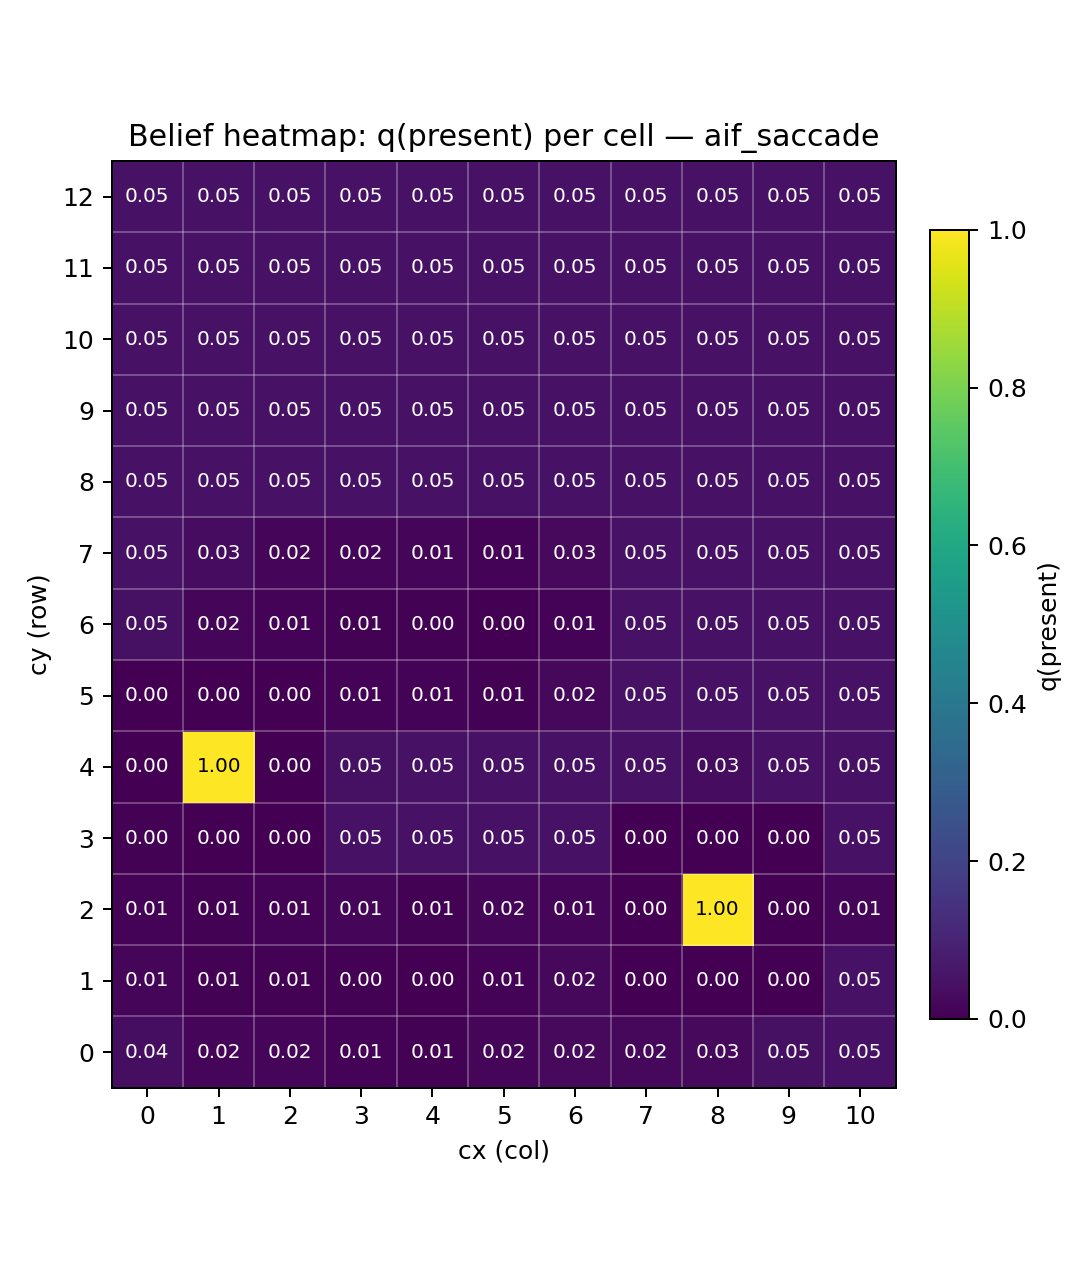 Belief heatmap: q(present) per cell — aif_saccade
12 0.05 0.05 0.05 0.05 0.05 0.05 0.05 0.05 0.05 0.05 0.05
11 0.05 0.05 0.05 0.05 0.05 0.05 0.05 0.05 0.05 0.05 0.05
10 0.05 0.05 0.05 0.05 0.05 0.05 0.05 0.05 0.05 0.05 0.05
9 0.05 0.05 0.05 0.05 0.05 0.05 0.05 0.05 0.05 0.05 0.05
8 0.05 0.05 0.05 0.05 0.05 0.05 0.05 0.05 0.05 0.05 0.05
7 0.05 0.03 0.02 0.02 0.01 0.01 0.03 0.05 0.05 0.05 0.05
6 0.05 0.02 0.01 0.01 0.00 0.00 0.01 0.05 0.05 0.05 0.05
5 0.00 0.00 0.00 0.01 0.01 0.01 0.02 0.05 0.05 0.05 0.05
4 0.00 1.00 0.00 0.05 0.05 0.05 0.05 0.05 0.03 0.05 0.05
3 0.00 0.00 0.00 0.05 0.05 0.05 0.05 0.00 0.00 0.00 0.05
2 0.01 0.01 0.01 0.01 0.01 0.02 0.01 0.00 1.00 0.00 0.01
1 0.01 0.01 0.01 0.00 0.00 0.01 0.02 0.00 0.00 0.00 0.05
0 0.04 0.02 0.02 0.01 0.01 0.02 0.02 0.02 0.03 0.05 0.05
0 1 2 3 4 5 6 7 8 9 10
cx (col)
cy (row)
1.0
0.8
0.6
0.4
0.2
0.0
q(present)